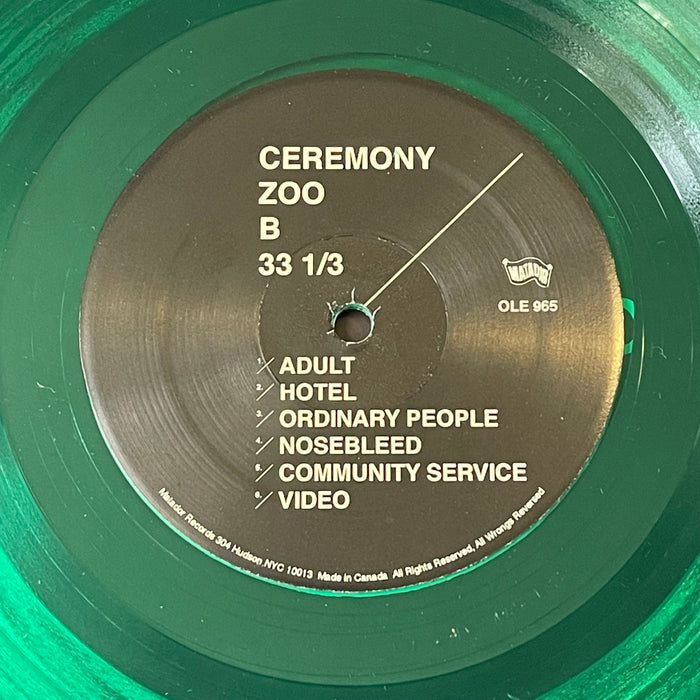 CEREMONY
ZOO
B
33 1/3
MATADOR
OLE 965
1/ ADULT
2/ HOTEL
3/ ORDINARY PEOPLE
4/ NOSEBLEED
5/ COMMUNITY SERVICE
6/ VIDEO
Matador Records 304 Hudson NYC 10013 Made in Canada All Rights Reserved, All Wrongs Reversed